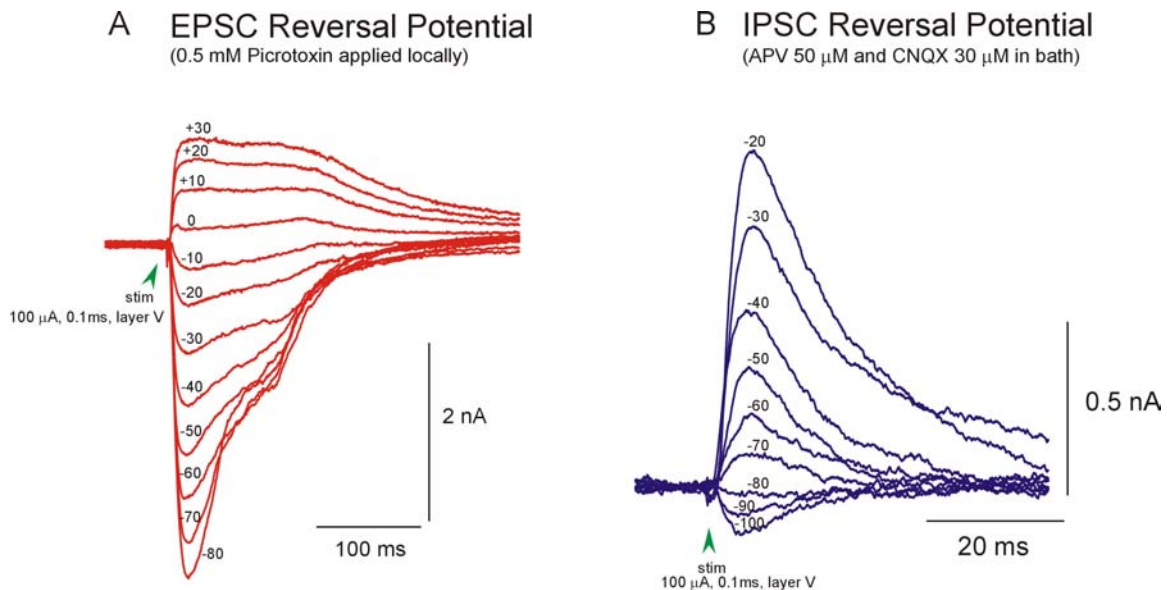 A EPSC Reversal Potential
(0.5 mM Picrotoxin applied locally)
+30
+20
+10
0
-10
-20
-30
-40
-50
-60
-70
-80
stim
100 μA, 0.1ms, layer V
2 nA
100 ms
B IPSC Reversal Potential
(APV 50 μM and CNQX 30 μM in bath)
-20
-30
-40
-50
-60
-70
-80
-90
-100
stim
100 μA, 0.1ms, layer V
0.5 nA
20 ms